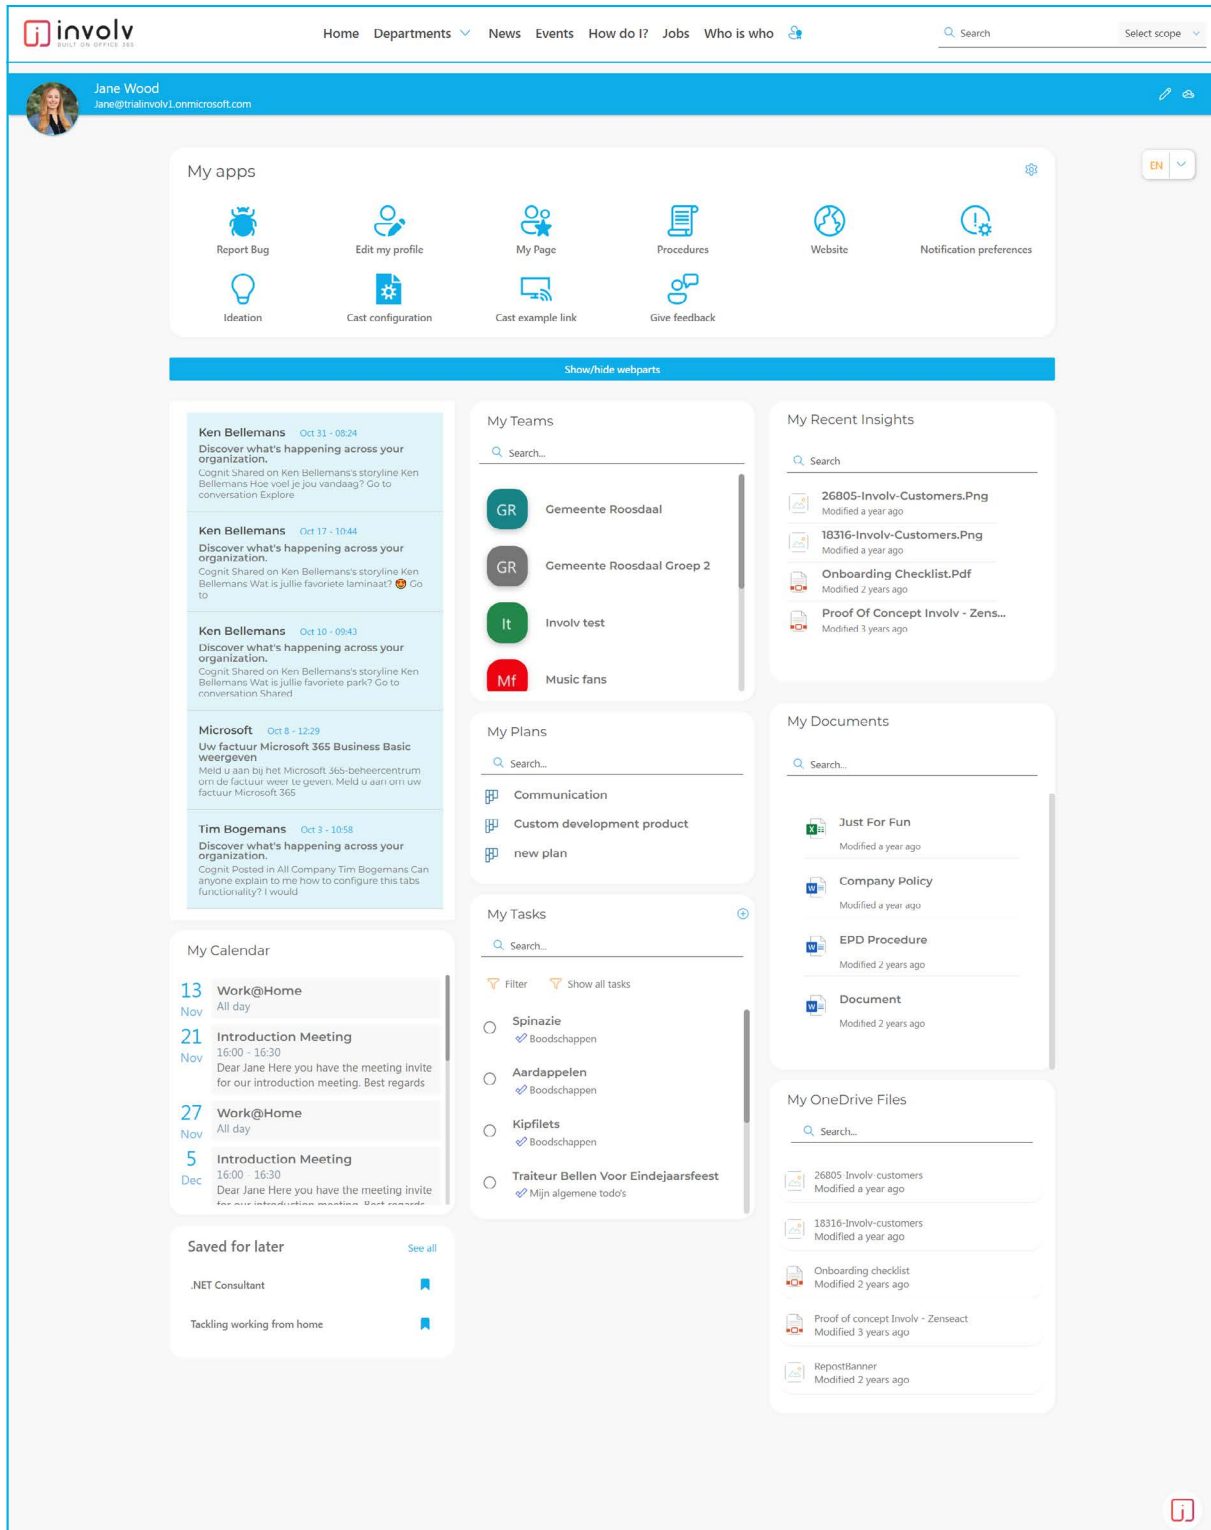 involv
BUILT ON OFFICE 365
Home Departments News Events How do I? Jobs Who is who
Search
Select scope
Jane Wood
Jane@trialinvolv1.onmicrosoft.com
EN
My apps
Report Bug
Edit my profile
My Page
Procedures
Website
Notification preferences
Ideation
Cast configuration
Cast example link
Give feedback
Show/hide webparts
Ken Bellemans Oct 31 - 08:24
Discover what's happening across your
organization.
Cognit Shared on Ken Bellemans's storyline Ken
Bellemans Hoe voel je jou vandaag? Go to
conversation Explore
Ken Bellemans Oct 17 - 10:44
Discover what's happening across your
organization.
Cognit Shared on Ken Bellemans's storyline Ken
Bellemans Wat is jullie favoriete laminaat? 🤩 Go
to
Ken Bellemans Oct 10 - 09:43
Discover what's happening across your
organization.
Cognit Shared on Ken Bellemans's storyline Ken
Bellemans Wat is jullie favoriete park? Go to
conversation Shared
Microsoft Oct 8 - 12:29
Uw factuur Microsoft 365 Business Basic
weergeven
Meld u aan bij het Microsoft 365-beheercentrum
om de factuur weer te geven. Meld u aan om uw
factuur Microsoft 365
Tim Bogemans Oct 3 - 10:58
Discover what's happening across your
organization.
Cognit Posted in All Company Tim Bogemans Can
anyone explain to me how to configure this tabs
functionality? I would
My Calendar
13 Nov
Work@Home
All day
21 Nov
Introduction Meeting
16:00 - 16:30
Dear Jane Here you have the meeting invite
for our introduction meeting. Best regards
27 Nov
Work@Home
All day
5 Dec
Introduction Meeting
16:00 - 16:30
Dear Jane Here you have the meeting invite
for our introduction meeting. Best regards
Saved for later
See all
.NET Consultant
Tackling working from home
My Teams
Search...
GR Gemeente Roosdaal
GR Gemeente Roosdaal Groep 2
It Involv test
Mf Music fans
My Plans
Search...
Communication
Custom development product
new plan
My Tasks
Search...
Filter Show all tasks
Spinazie
Boodschappen
Aardappelen
Boodschappen
Kipfilets
Boodschappen
Traiteur Bellen Voor Eindejaarsfeest
Mijn algemene todo's
My Recent Insights
Search
26805-Involv-Customers.Png
Modified a year ago
18316-Involv-Customers.Png
Modified a year ago
Onboarding Checklist.Pdf
Modified 2 years ago
Proof Of Concept Involv - Zens...
Modified 3 years ago
My Documents
Search...
Just For Fun
Modified a year ago
Company Policy
Modified a year ago
EPD Procedure
Modified 2 years ago
Document
Modified 2 years ago
My OneDrive Files
Search...
26805-Involv-customers
Modified a year ago
18316-Involv-customers
Modified a year ago
Onboarding checklist
Modified 2 years ago
Proof of concept Involv - Zenseact
Modified 3 years ago
RepostBanner
Modified 2 years ago